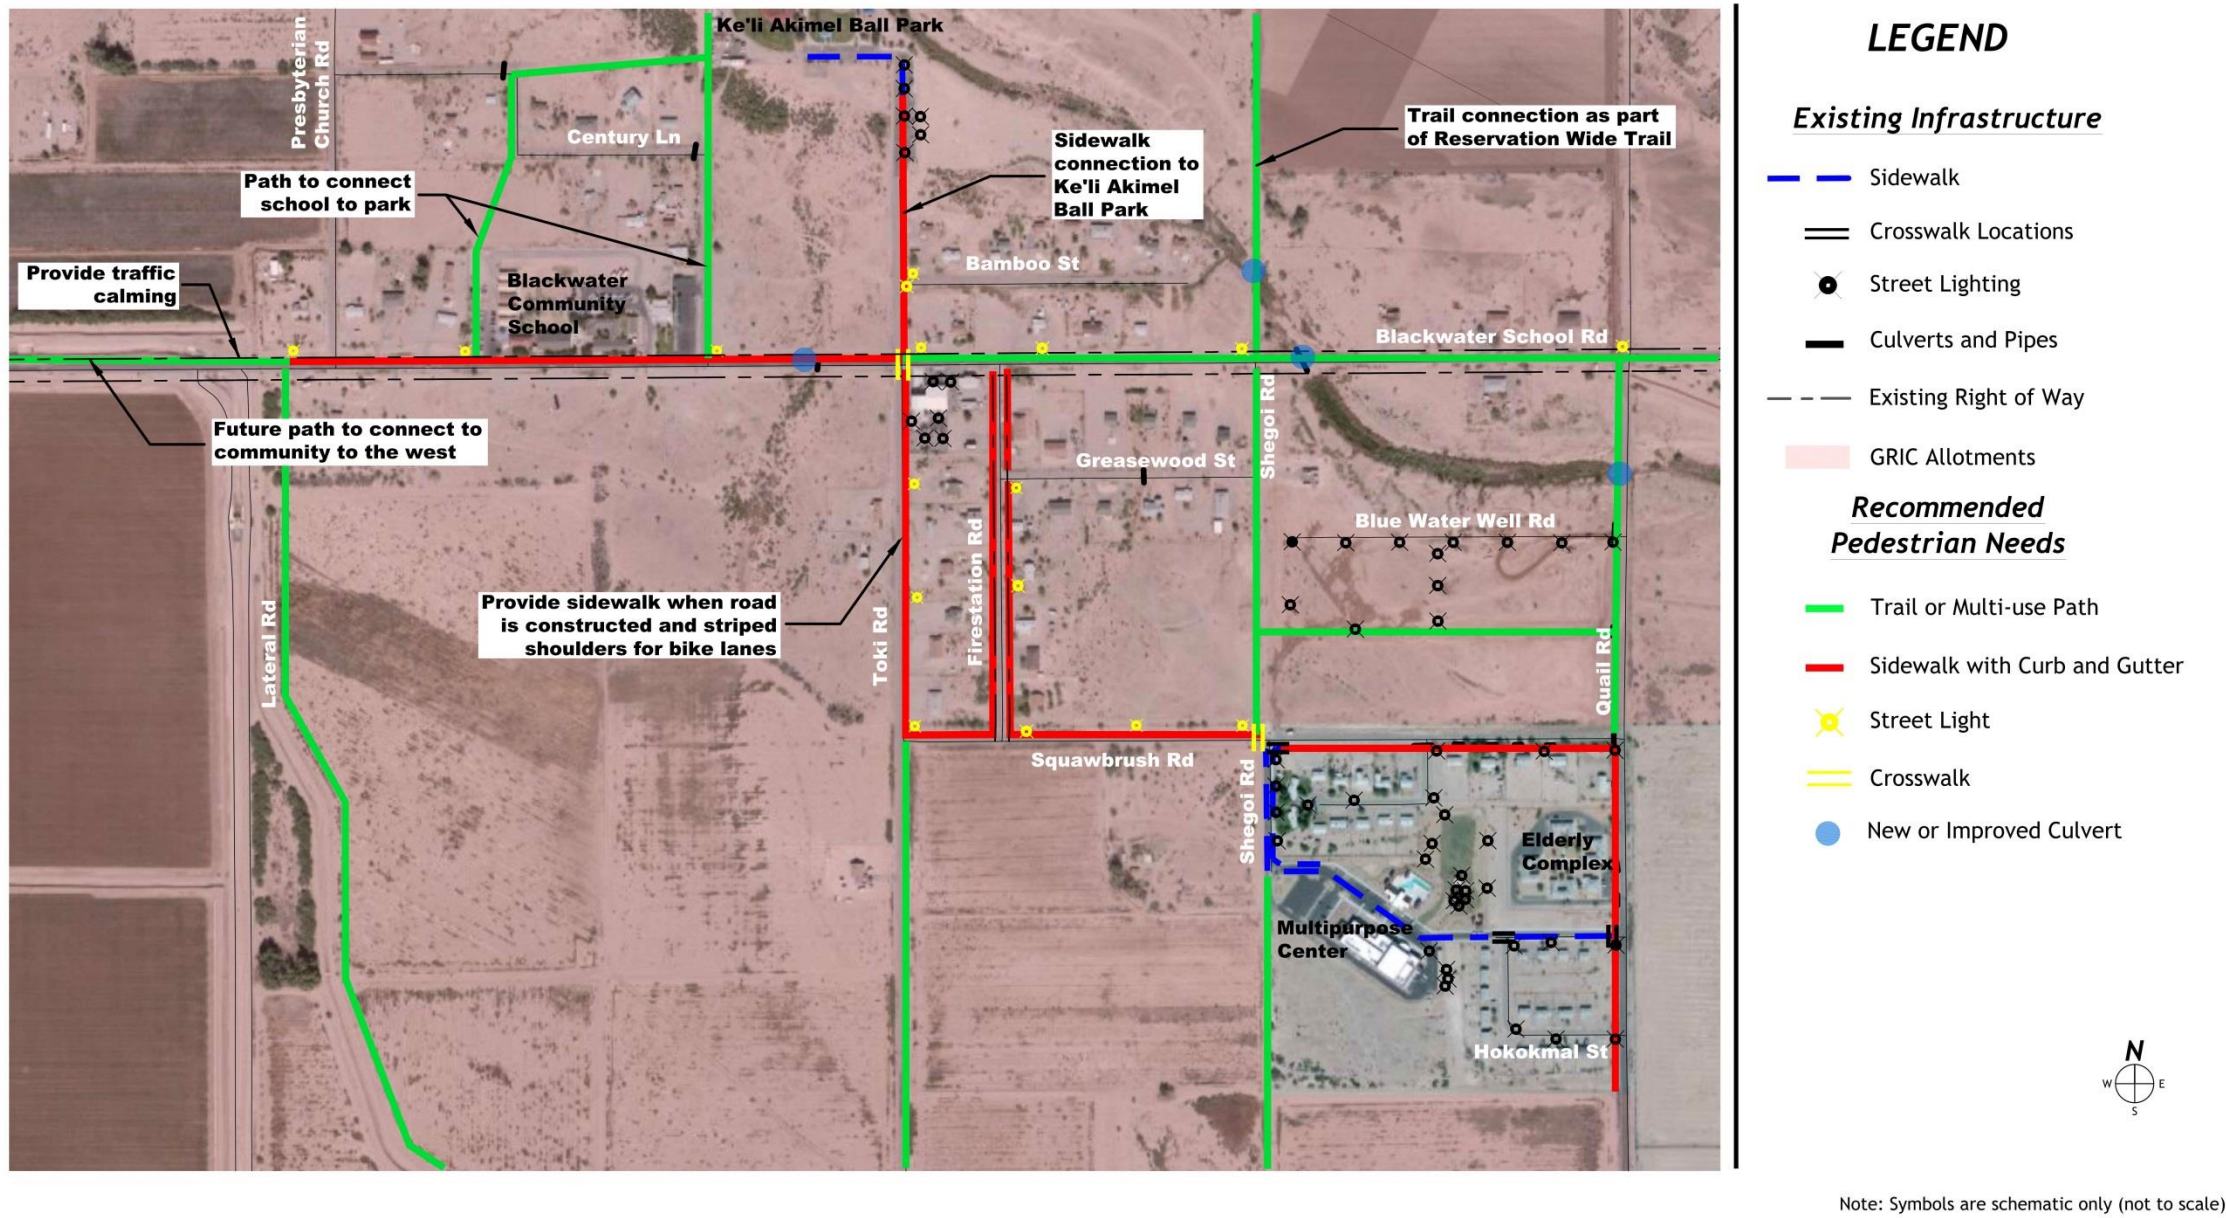 Ke'li Akimel Ball Park
Presbyterian
Church Rd
Century Ln
Path to connect
school to park
Sidewalk
connection to
Ke'li Akimel
Ball Park
Trail connection as part
of Reservation Wide Trail
Provide traffic
calming
Blackwater
Community
School
Bamboo St
Blackwater School Rd
Future path to connect to
community to the west
Shegoi Rd
Greasewood St
Blue Water Well Rd
Firestation Rd
Provide sidewalk when road
is constructed and striped
shoulders for bike lanes
Toki Rd
Lateral Rd
Quail Rd
Squawbrush Rd
Shegoi Rd
Elderly
Complex
Multipurpose
Center
Hokokmal St
LEGEND
Existing Infrastructure
Sidewalk
Crosswalk Locations
Street Lighting
Culverts and Pipes
Existing Right of Way
GRIC Allotments
Recommended
Pedestrian Needs
Trail or Multi-use Path
Sidewalk with Curb and Gutter
Street Light
Crosswalk
New or Improved Culvert
N
W E
S
Note: Symbols are schematic only (not to scale)